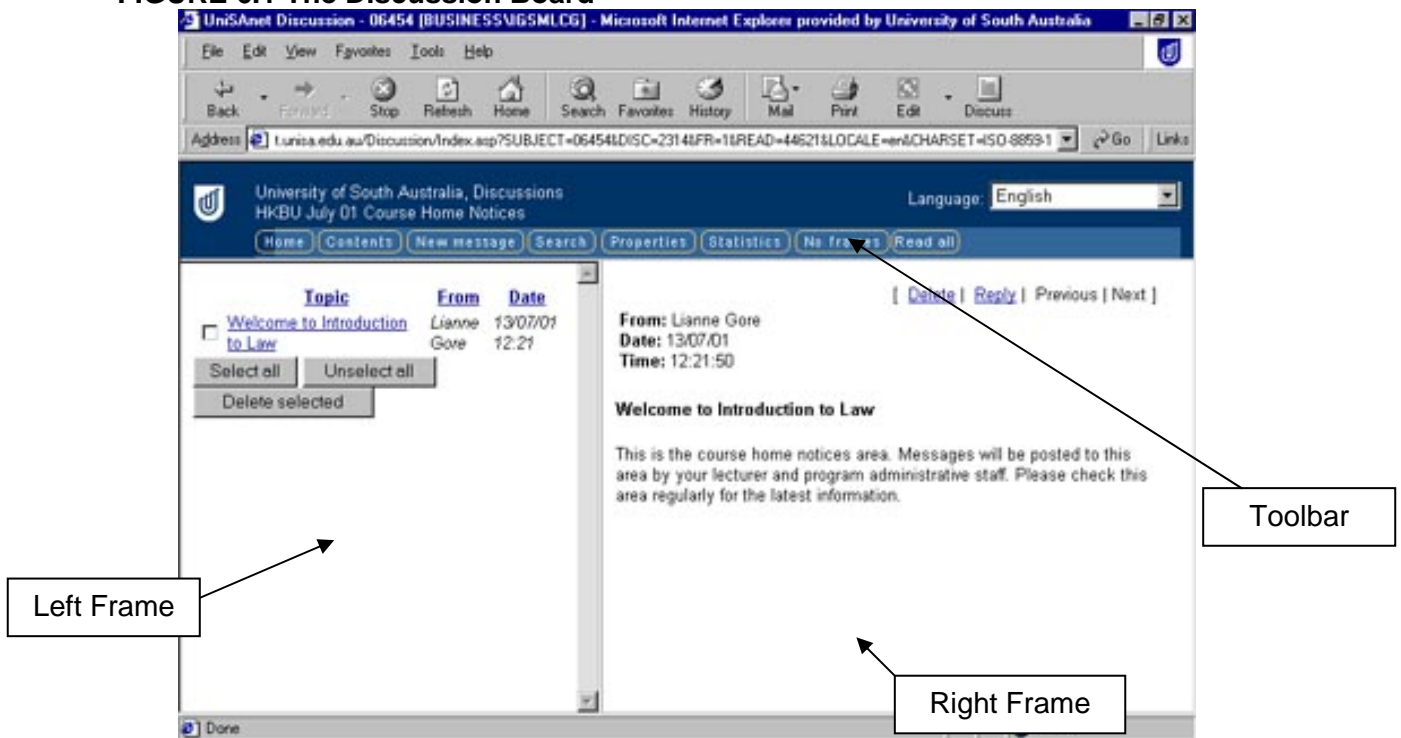 The Discussion Board
UniSAnet Discussion - 06454 [BUSINESS\IGSMLCG] - Microsoft Internet Explorer provided by University of South Australia
File Edit View Favorites Tools Help
Back Forward Stop Refresh Home Search Favorites History Mail Print Edit Discuss
Address t.unisa.edu.au/Discussion/Index.asp?SUBJECT=06454&DISC=2314&FR=1&READ=44621&LOCALE=en&CHARSET=ISO-8859-1 Go Links
University of South Australia, Discussions
HKBU July 01 Course Home Notices
Language: English
Home Contents New message Search Properties Statistics No frames Read all
Topic From Date
Welcome to Introduction Lianne 13/07/01
to Law Gore 12:21
Select all Unselect all
Delete selected
[ Delete | Reply | Previous | Next ]
From: Lianne Gore
Date: 13/07/01
Time: 12:21:50
Welcome to Introduction to Law
This is the course home notices area. Messages will be posted to this
area by your lecturer and program administrative staff. Please check this
area regularly for the latest information.
Toolbar
Left Frame
Right Frame
Done